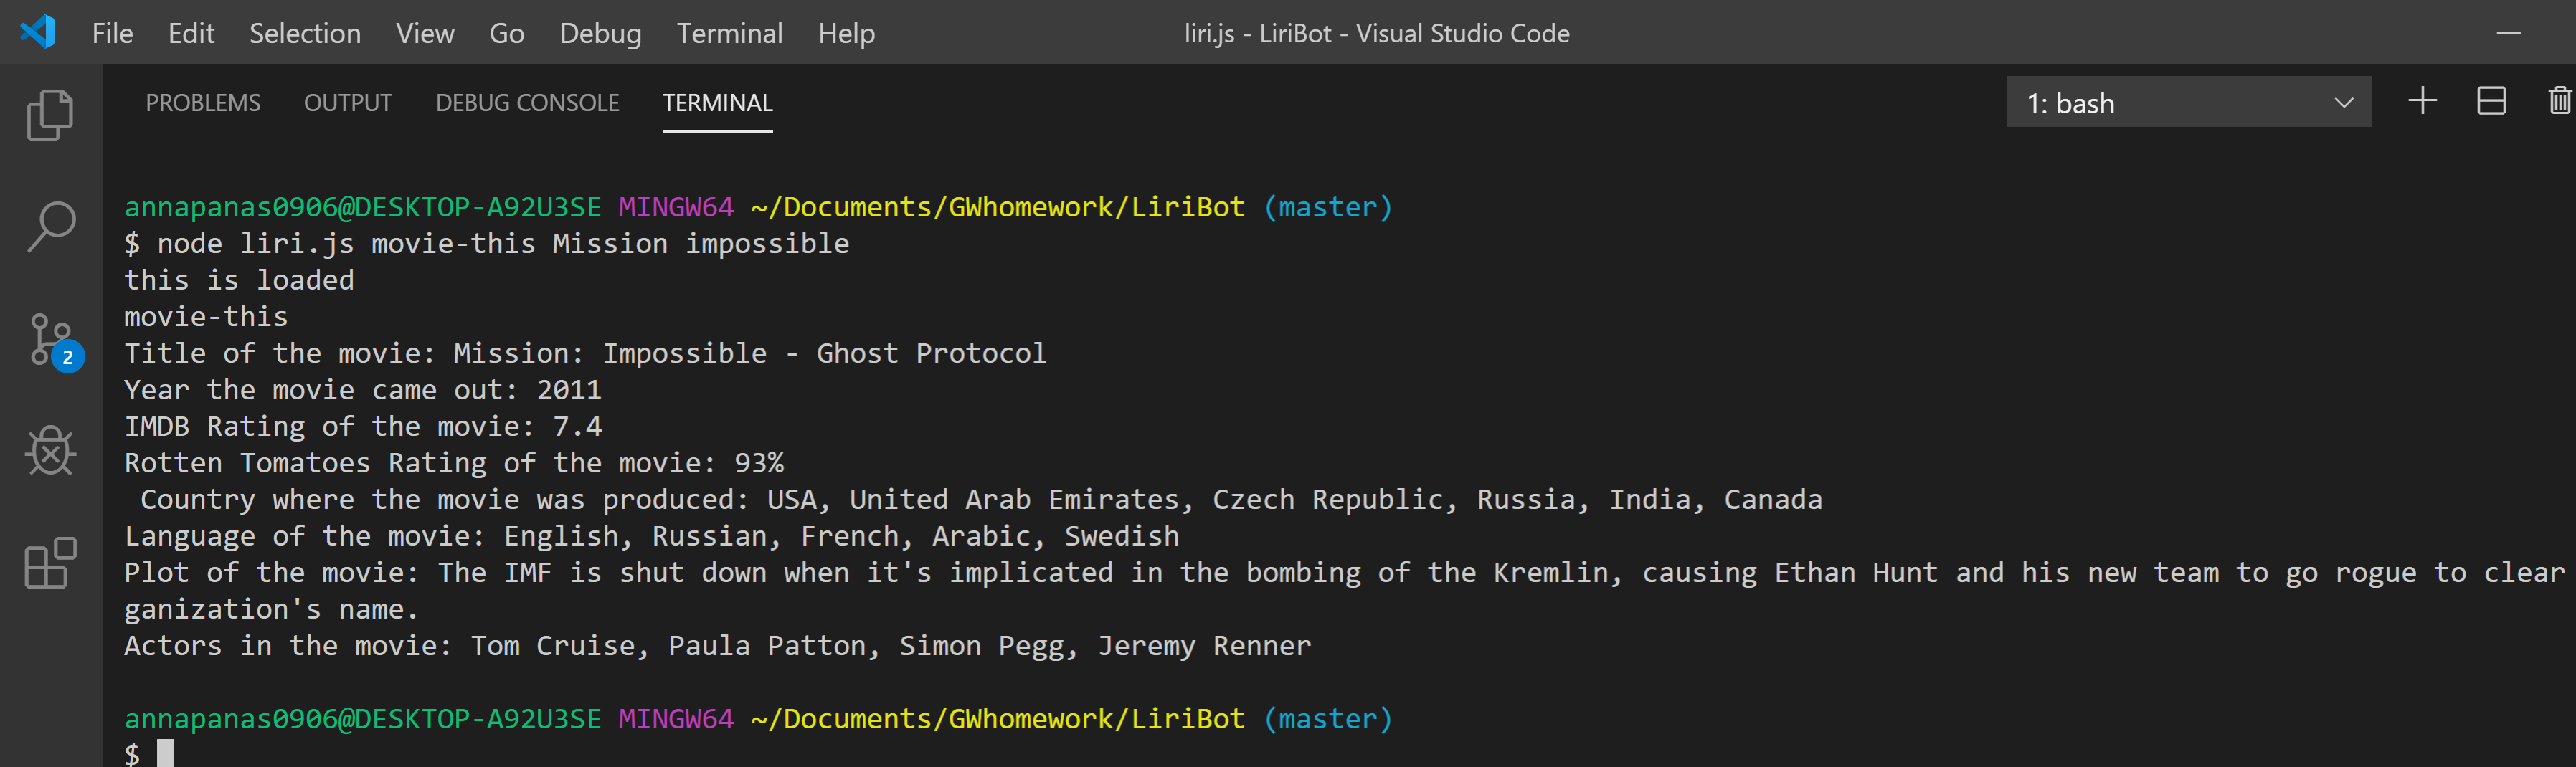 File Edit Selection View Go Debug Terminal Help liri.js - LiriBot - Visual Studio Code
PROBLEMS OUTPUT DEBUG CONSOLE TERMINAL 1: bash
annapanas0906@DESKTOP-A92U3SE MINGW64 ~/Documents/GWhomework/LiriBot (master)
$ node liri.js movie-this Mission impossible
this is loaded
movie-this
Title of the movie: Mission: Impossible - Ghost Protocol
Year the movie came out: 2011
IMDB Rating of the movie: 7.4
Rotten Tomatoes Rating of the movie: 93%
 Country where the movie was produced: USA, United Arab Emirates, Czech Republic, Russia, India, Canada
Language of the movie: English, Russian, French, Arabic, Swedish
Plot of the movie: The IMF is shut down when it's implicated in the bombing of the Kremlin, causing Ethan Hunt and his new team to go rogue to clear
ganization's name.
Actors in the movie: Tom Cruise, Paula Patton, Simon Pegg, Jeremy Renner
annapanas0906@DESKTOP-A92U3SE MINGW64 ~/Documents/GWhomework/LiriBot (master)
$
2